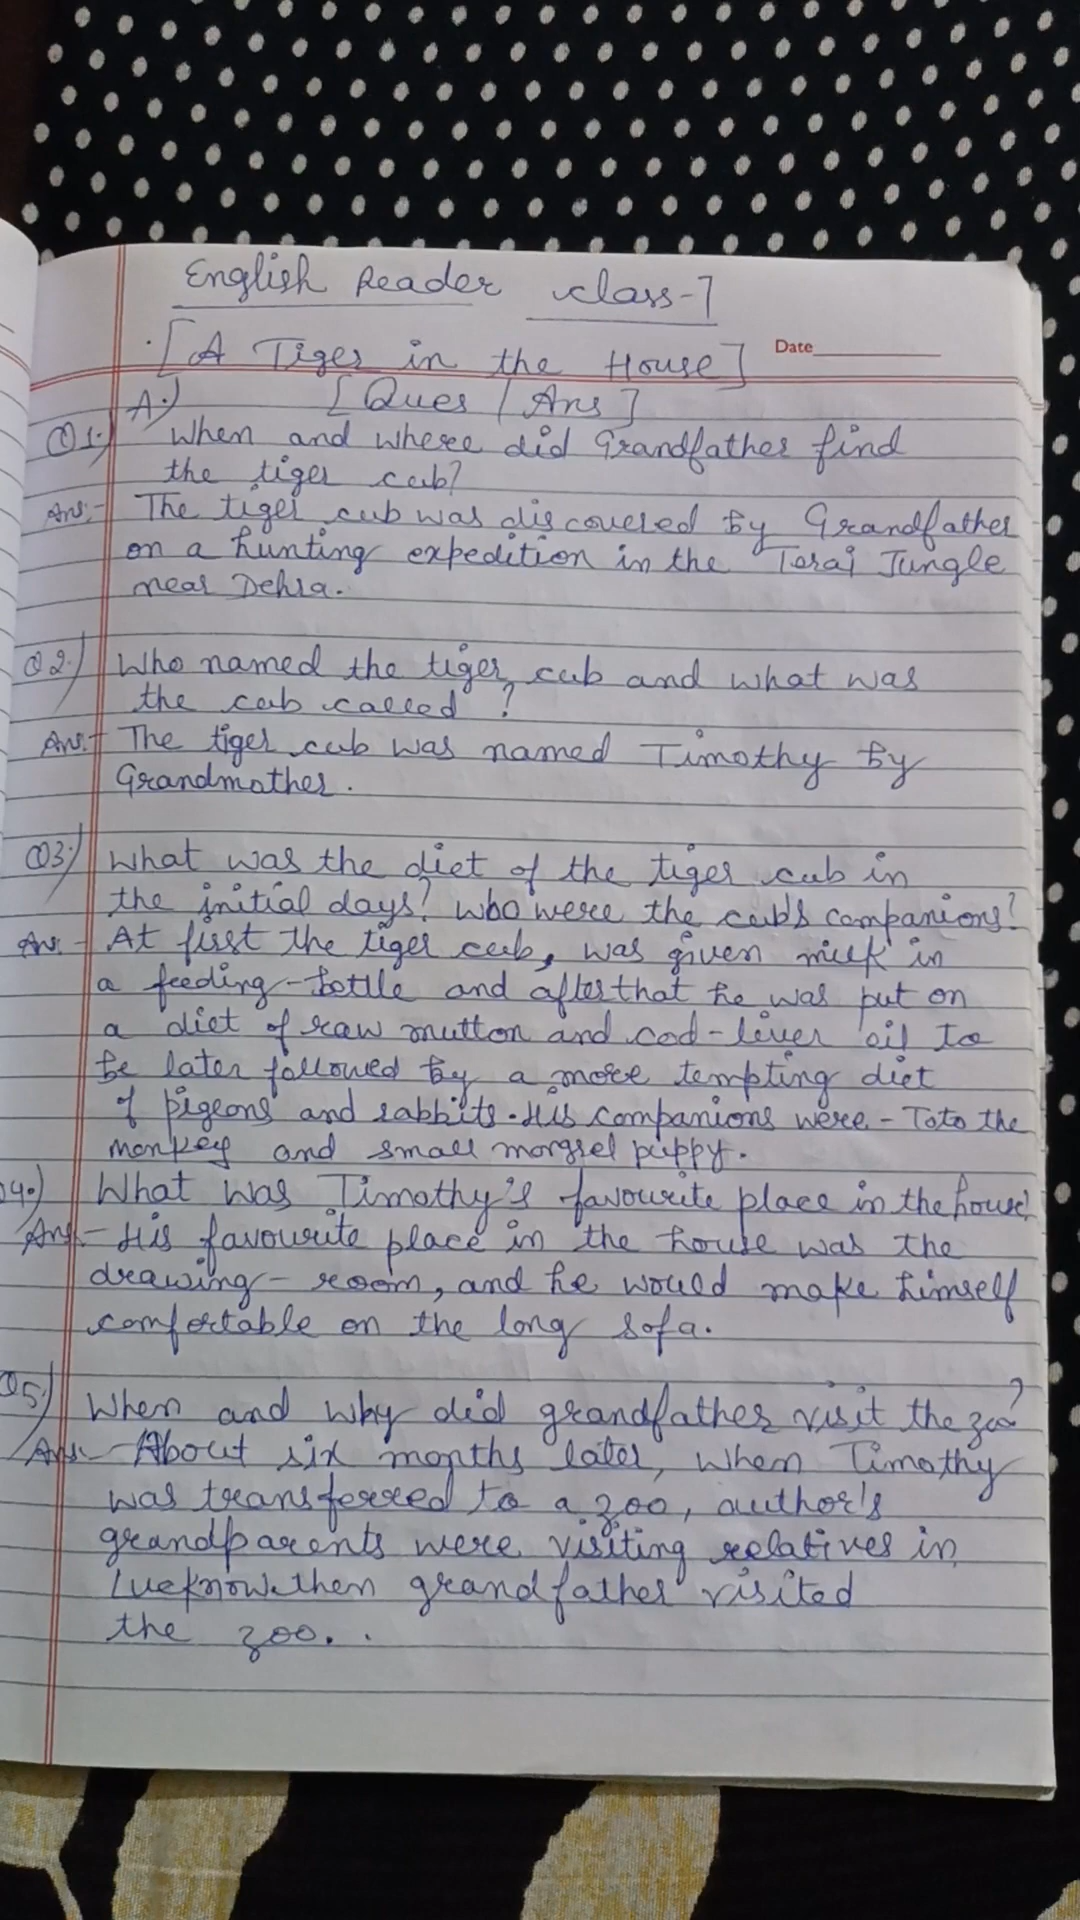 English Reader class-7
[A Tiger in the House]
Date
A.) [Ques / Ans]
Q1.) When and where did Grandfather find
the tiger cub?
Ans:- The tiger cub was discovered by Grandfather
on a hunting expedition in the Terai Jungle
near Dehra.
Q2.) Who named the tiger cub and what was
the cub called ?
Ans:- The tiger cub was named Timothy by
Grandmother.
Q3.) What was the diet of the tiger cub in
the initial days? Who were the cub's companions?
Ans - At first the tiger cub, was given milk in
a feeding-bottle and after that he was put on
a diet of raw mutton and cod-liver oil to
be later followed by a more tempting diet
of pigeons and rabbits. His companions were - Toto the
monkey and small mongrel puppy.
Q4.) What was Timothy's favourite place in the house?
Ans - His favourite place in the house was the
drawing-room, and he would make himself
comfortable on the long sofa.
Q5.) When and why did grandfather visit the zoo?
Ans - About six months later, when Timothy
was transferred to a zoo, author's
grandparents were visiting relatives in
Lucknow. then grandfather visited
the zoo..